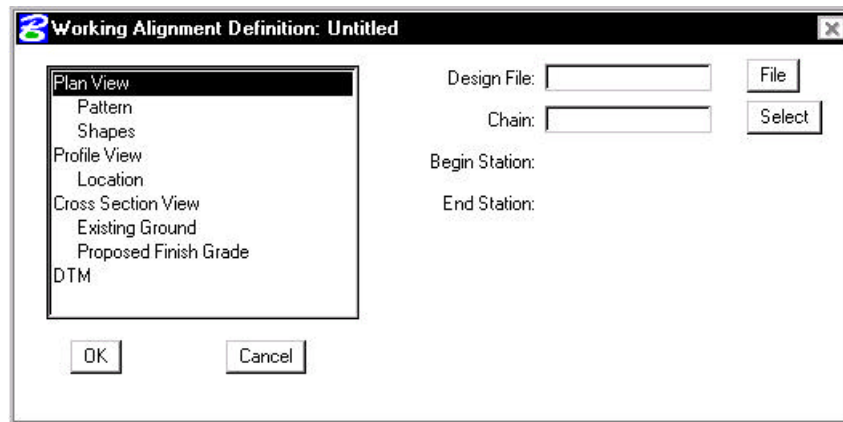 Working Alignment Definition: Untitled
Plan View
Pattern
Shapes
Profile View
Location
Cross Section View
Existing Ground
Proposed Finish Grade
DTM
Design File:
File
Chain:
Select
Begin Station:
End Station:
OK
Cancel